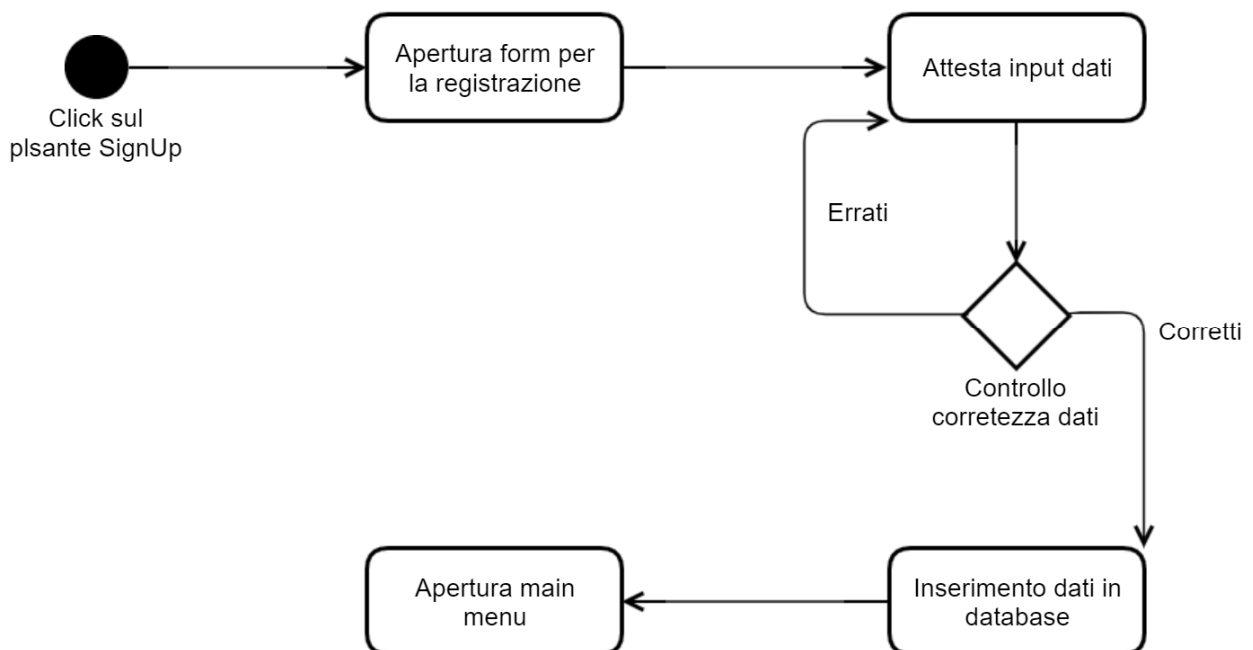 Apertura form per
la registrazione
Attesta input dati
Click sul
plsante SignUp
Errati
Corretti
Controllo
corretezza dati
Apertura main
menu
Inserimento dati in
database